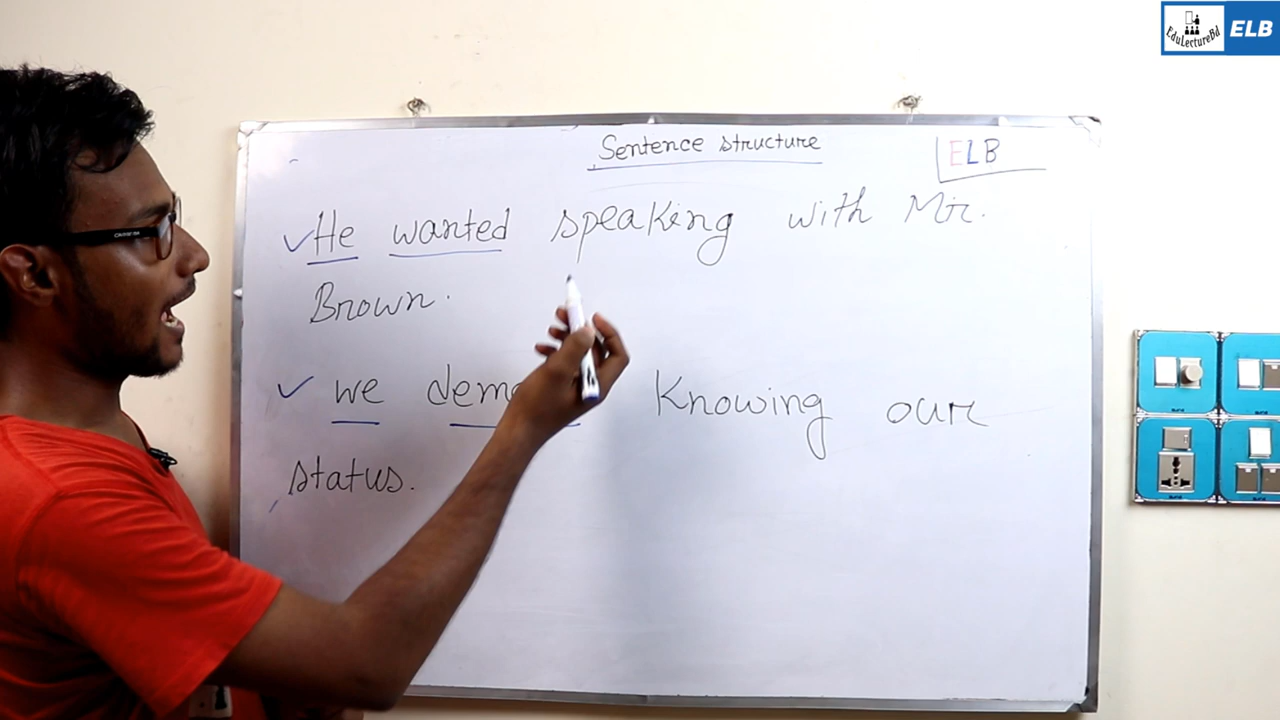 EduLectureBd ELB
Sentence structure
ELB
He wanted speaking with Mr.
Brown.
we knowing our
status.